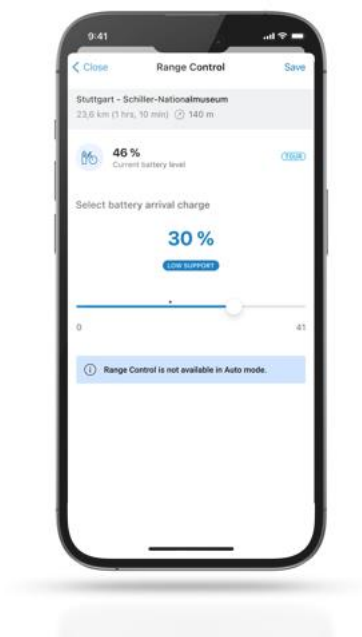 9:41
Close Range Control Save
Stuttgart – Schiller-Nationalmuseum
23,6 km (1 hrs, 10 min) 140 m
46 %
Current battery level
TOUR
Select battery arrival charge
30 %
LOW SUPPORT
0 41
Range Control is not available in Auto mode.